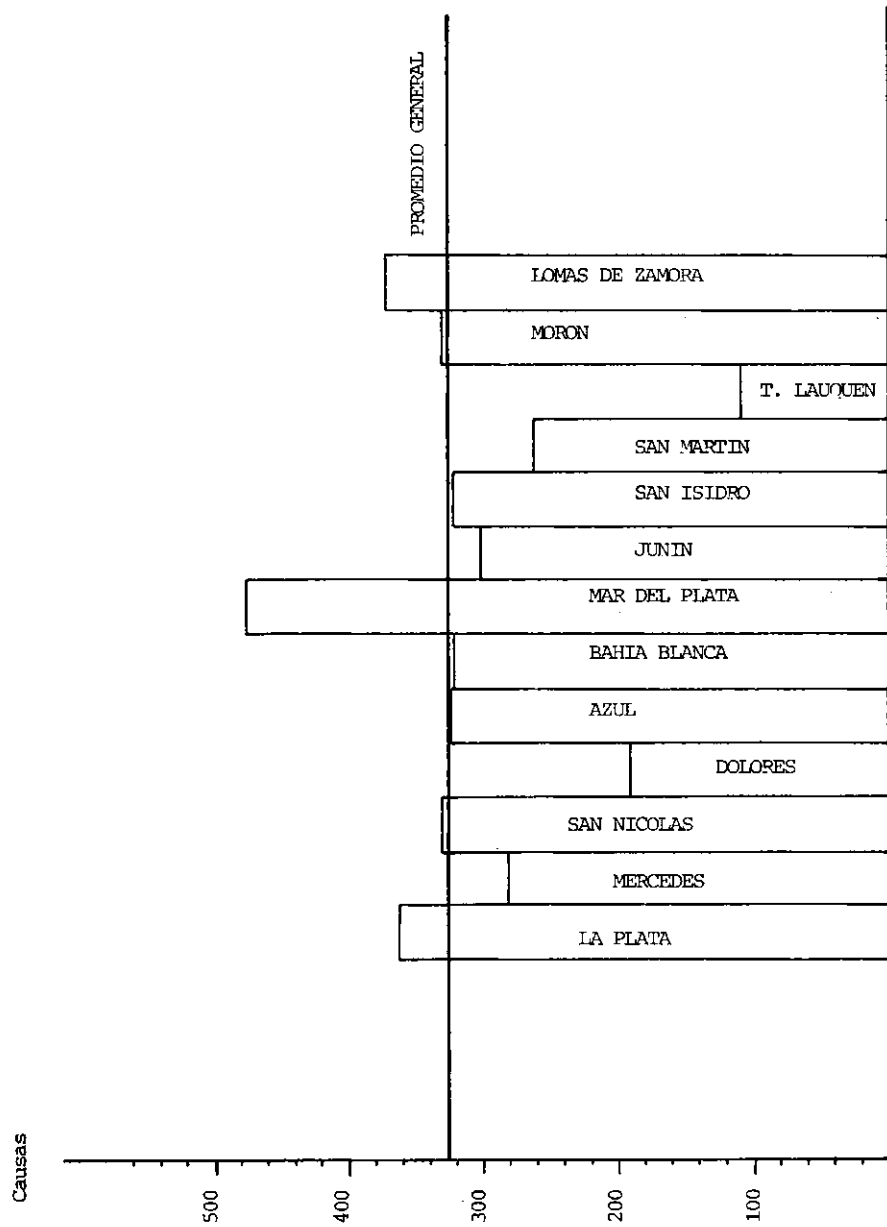 Causas
500
400
300
200
100
PROMEDIO GENERAL
LA PLATA
MERCEDES
SAN NICOLAS
DOLORES
AZUL
BAHIA BLANCA
MAR DEL PLATA
JUNIN
SAN ISIDRO
SAN MARTIN
T. LAUQUEN
MORON
LOMAS DE ZAMORA